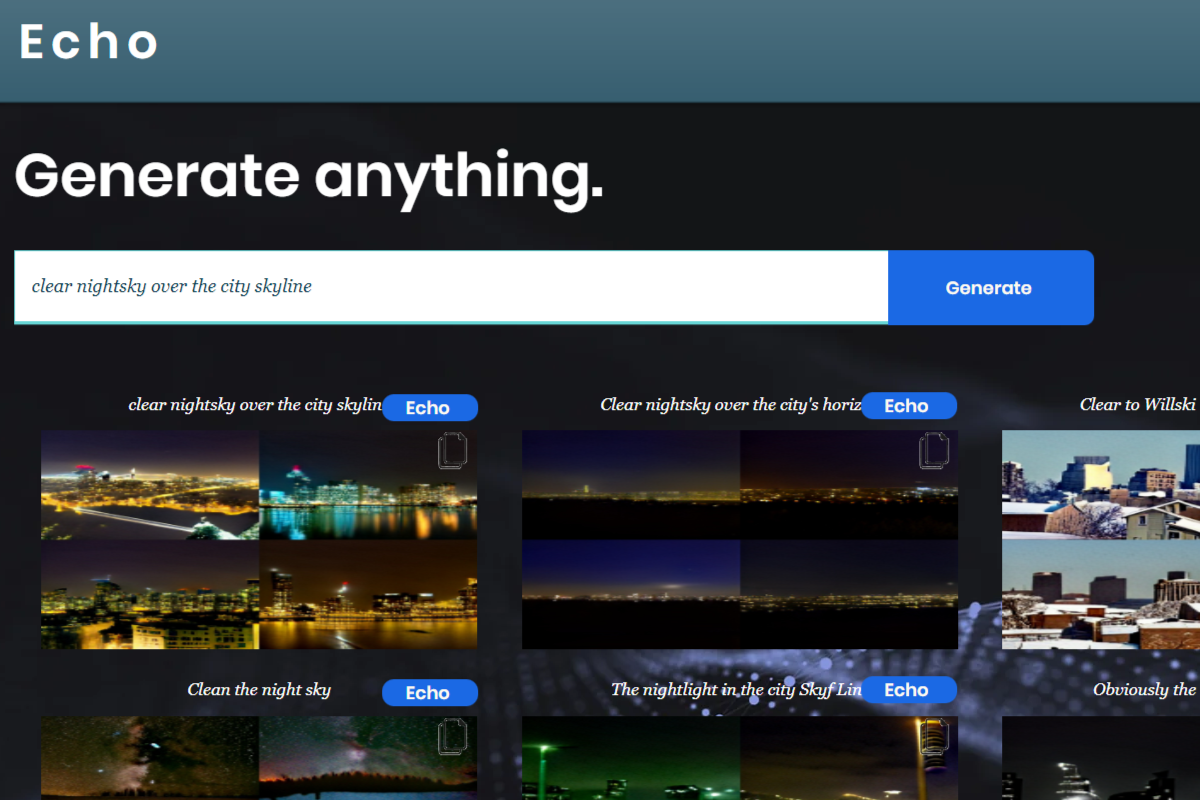 Echo
Generate anything.
clear nightsky over the city skyline
Generate
clear nightsky over the city skylin
Echo
Clear nightsky over the city's horiz
Echo
Clear to Willski
Clean the night sky
Echo
The nightlight in the city Skyf Lin
Echo
Obviously the